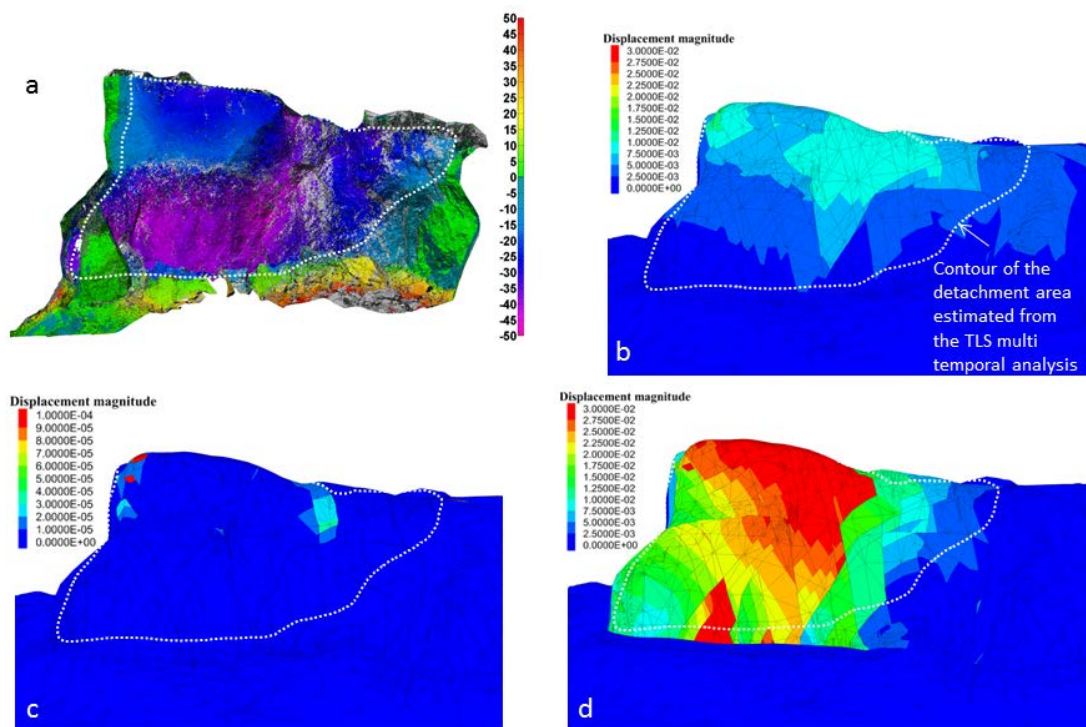 a
50
45
40
35
30
25
20
15
10
5
0
-5
-10
-15
-20
-25
-30
-35
-40
-45
-50
Displacement magnitude
3.0000E-02
2.7500E-02
2.5000E-02
2.2500E-02
2.0000E-02
1.7500E-02
1.5000E-02
1.2500E-02
1.0000E-02
7.5000E-03
5.0000E-03
2.5000E-03
0.0000E+00
Contour of the
detachment area
estimated from
the TLS multi
temporal analysis
b
Displacement magnitude
1.0000E-04
9.0000E-05
8.0000E-05
7.0000E-05
6.0000E-05
5.0000E-05
4.0000E-05
3.0000E-05
2.0000E-05
1.0000E-05
0.0000E+00
c
Displacement magnitude
3.0000E-02
2.7500E-02
2.5000E-02
2.2500E-02
2.0000E-02
1.7500E-02
1.5000E-02
1.2500E-02
1.0000E-02
7.5000E-03
5.0000E-03
2.5000E-03
0.0000E+00
d